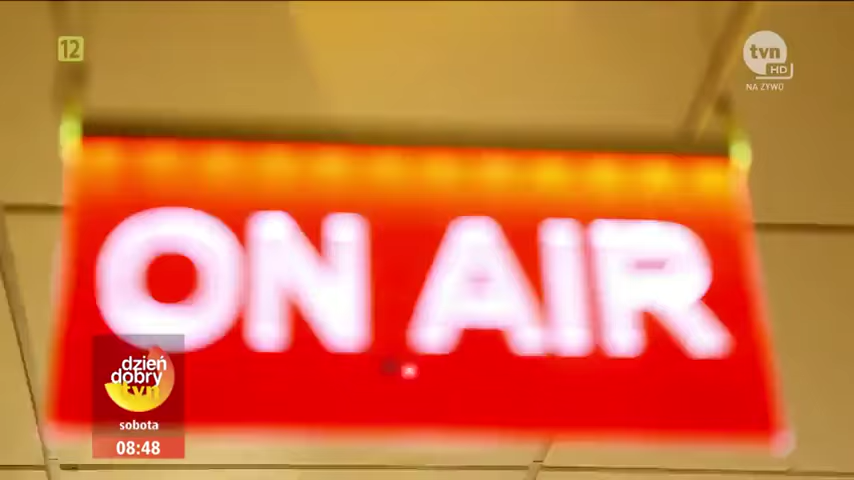 12
tvn
HD
NA ŻYWO
ON AIR
dzień
dobry
tvn
sobota
08:48